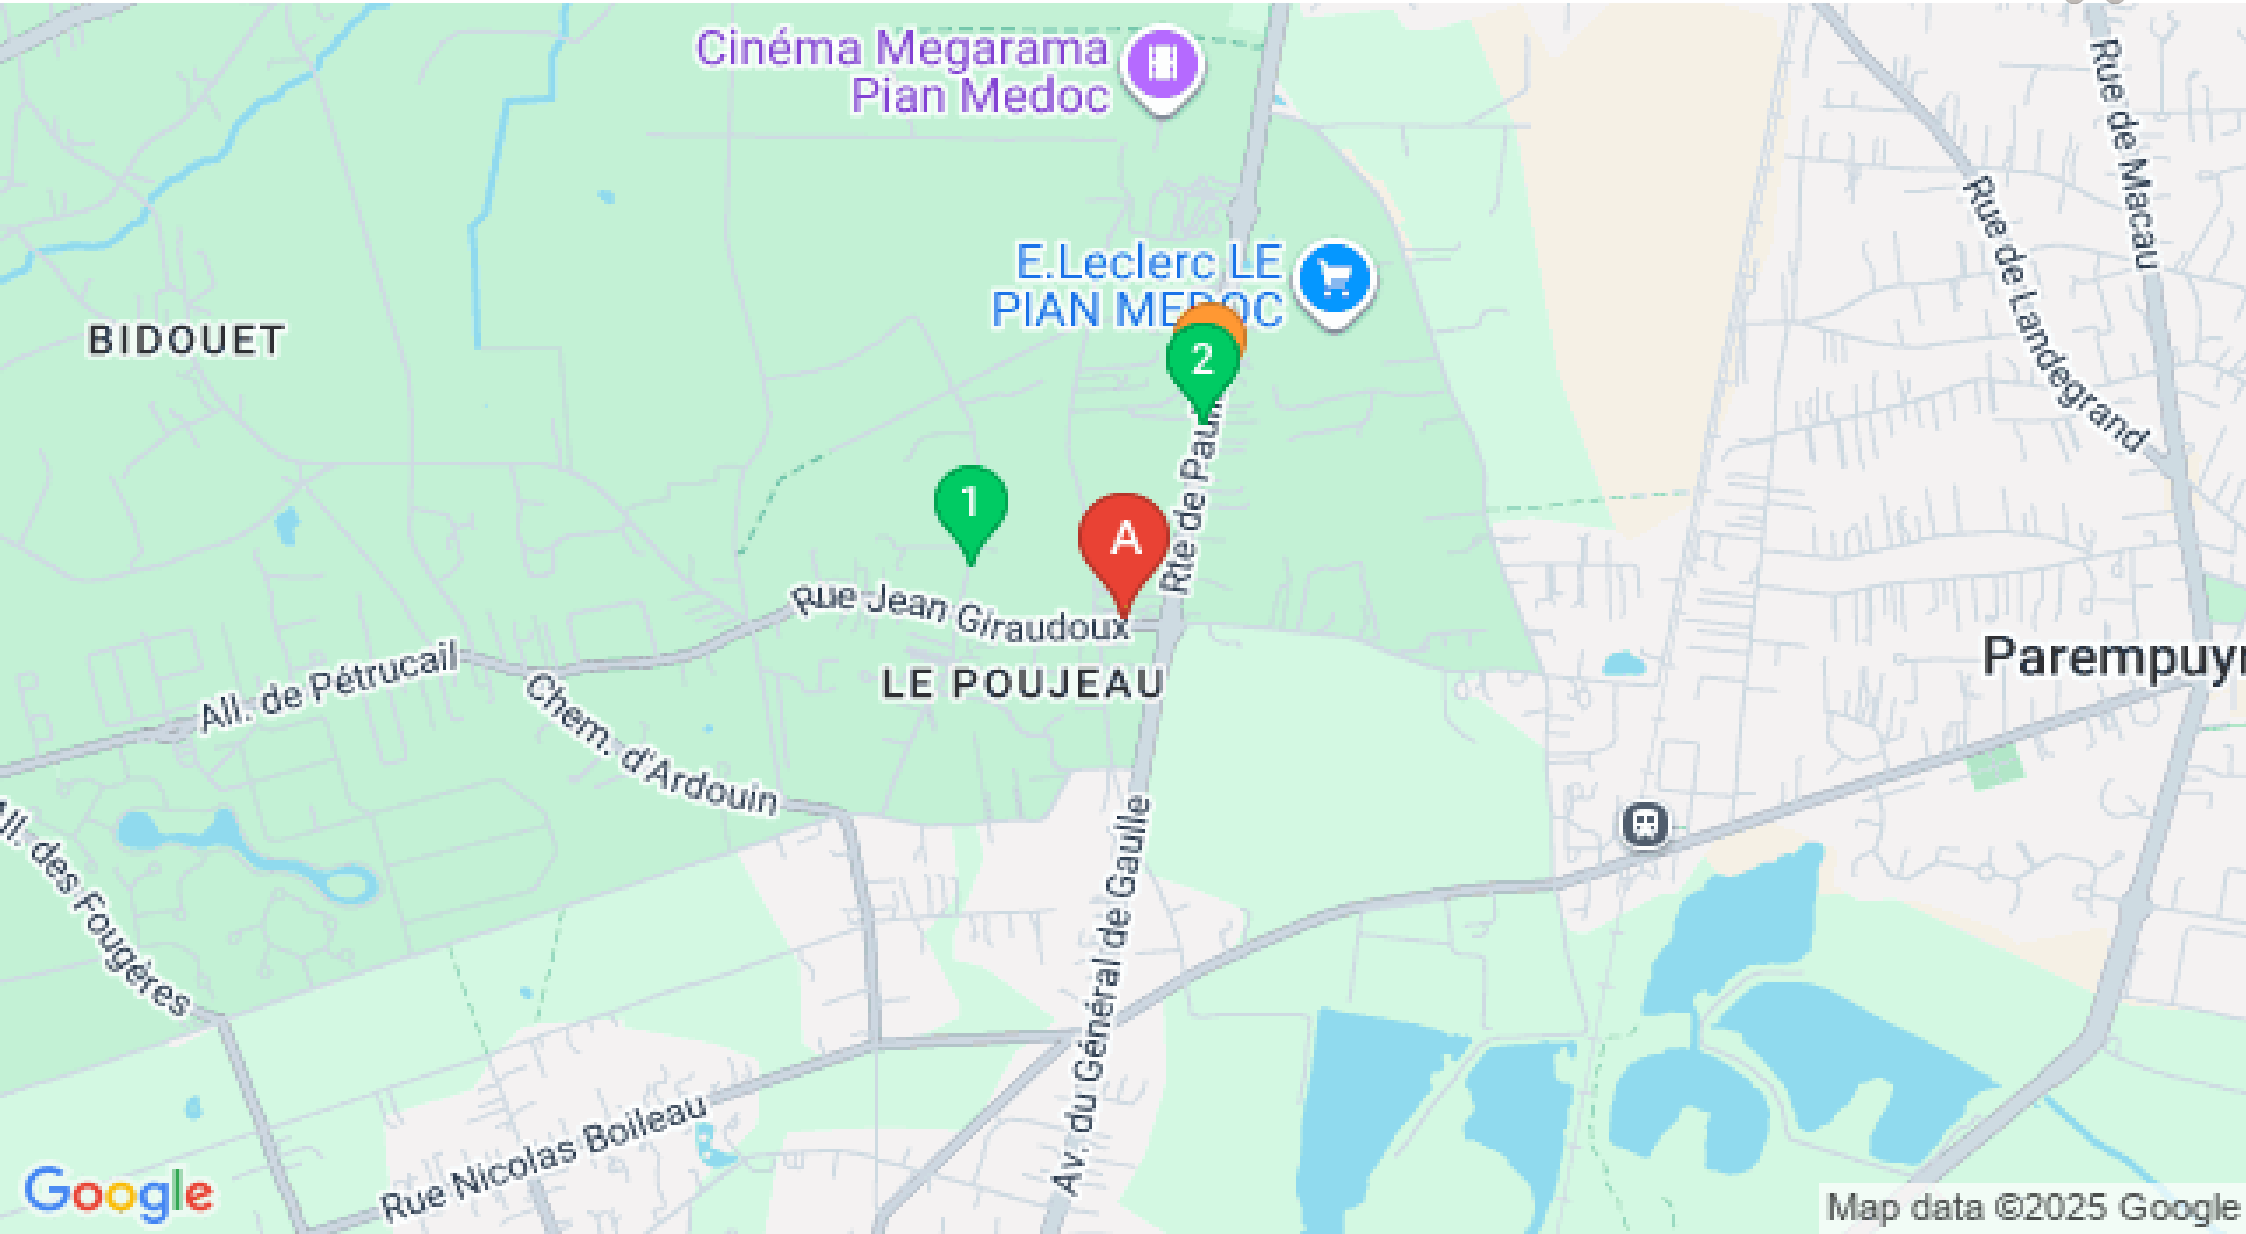 Cinéma Megarama
Pian Medoc
Rue de Macau
Rue de Landegrand
E.Leclerc LE
PIAN MEDOC
BIDOUET
2
1
A
Rte de
Rue Jean Giraudoux
LE POUJEAU
All. de Pétrucail
Chem. d'Ardouin
All. des Fougères
Av. du Général de Gaulle
Rue Nicolas Boileau
Google
Map data ©2025 Google